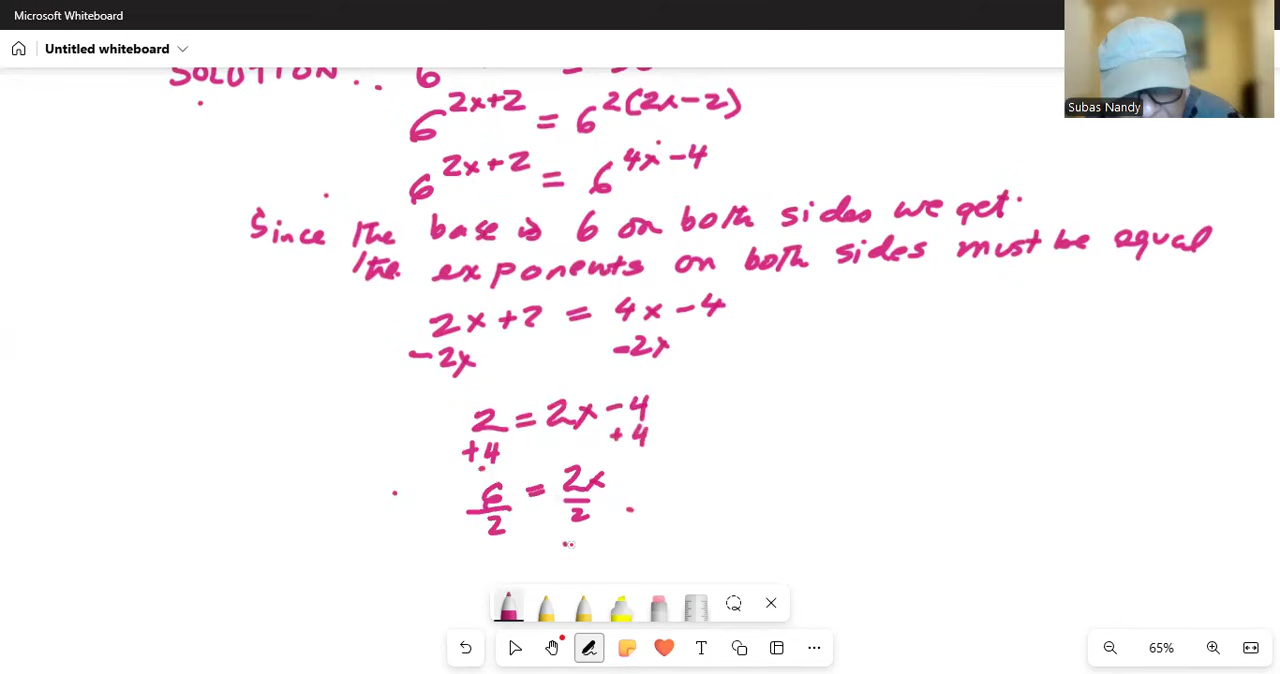 Microsoft Whiteboard
Untitled whiteboard
Subas Nandy
SOLUTION: 6 =
6^{2x+2} = 6^{2(2x-2)}
6^{2x+2} = 6^{4x-4}
Since the base is 6 on both sides we get.
the exponents on both sides must be equal
2x + 2 = 4x - 4
-2x -2x
2 = 2x - 4
+4 +4
6/2 = 2x/2
65%